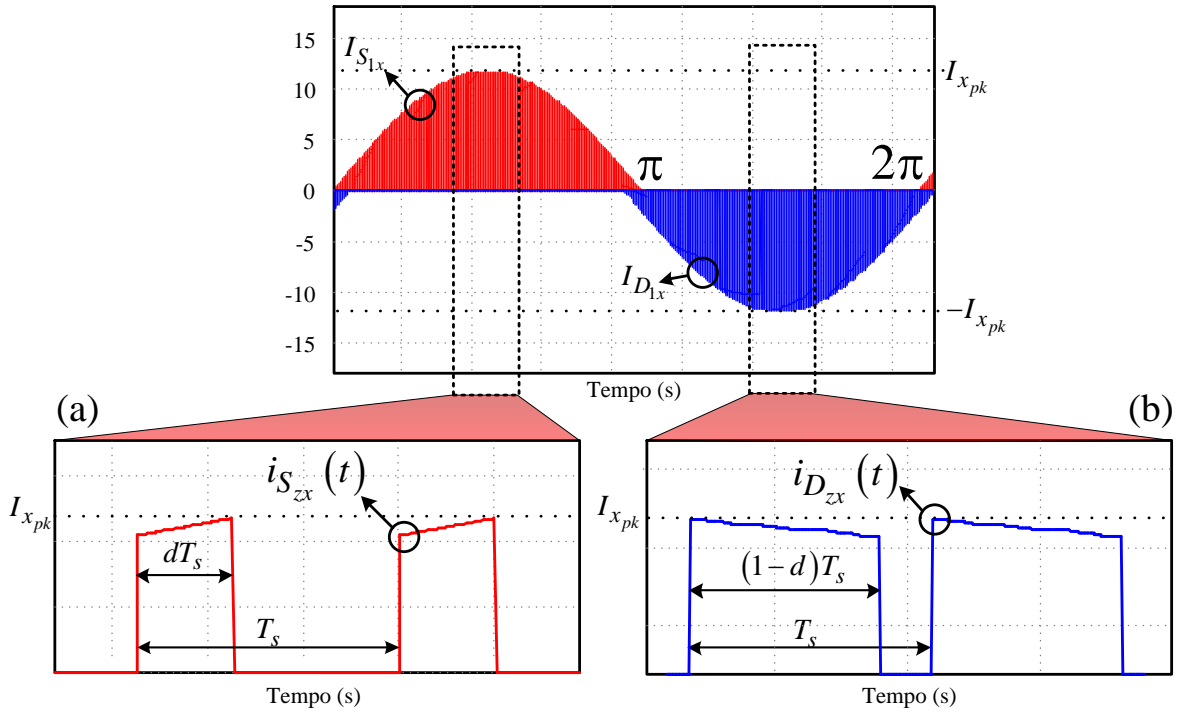 15
10
5
0
-5
-10
-15
I_{S_{1x}}
I_{x_{pk}}
π
2π
I_{D_{1x}}
−I_{x_{pk}}
Tempo (s)
(a)
i_{S_{zx}} (t)
I_{x_{pk}}
dT_s
T_s
Tempo (s)
(b)
i_{D_{zx}} (t)
I_{x_{pk}}
(1−d)T_s
T_s
Tempo (s)